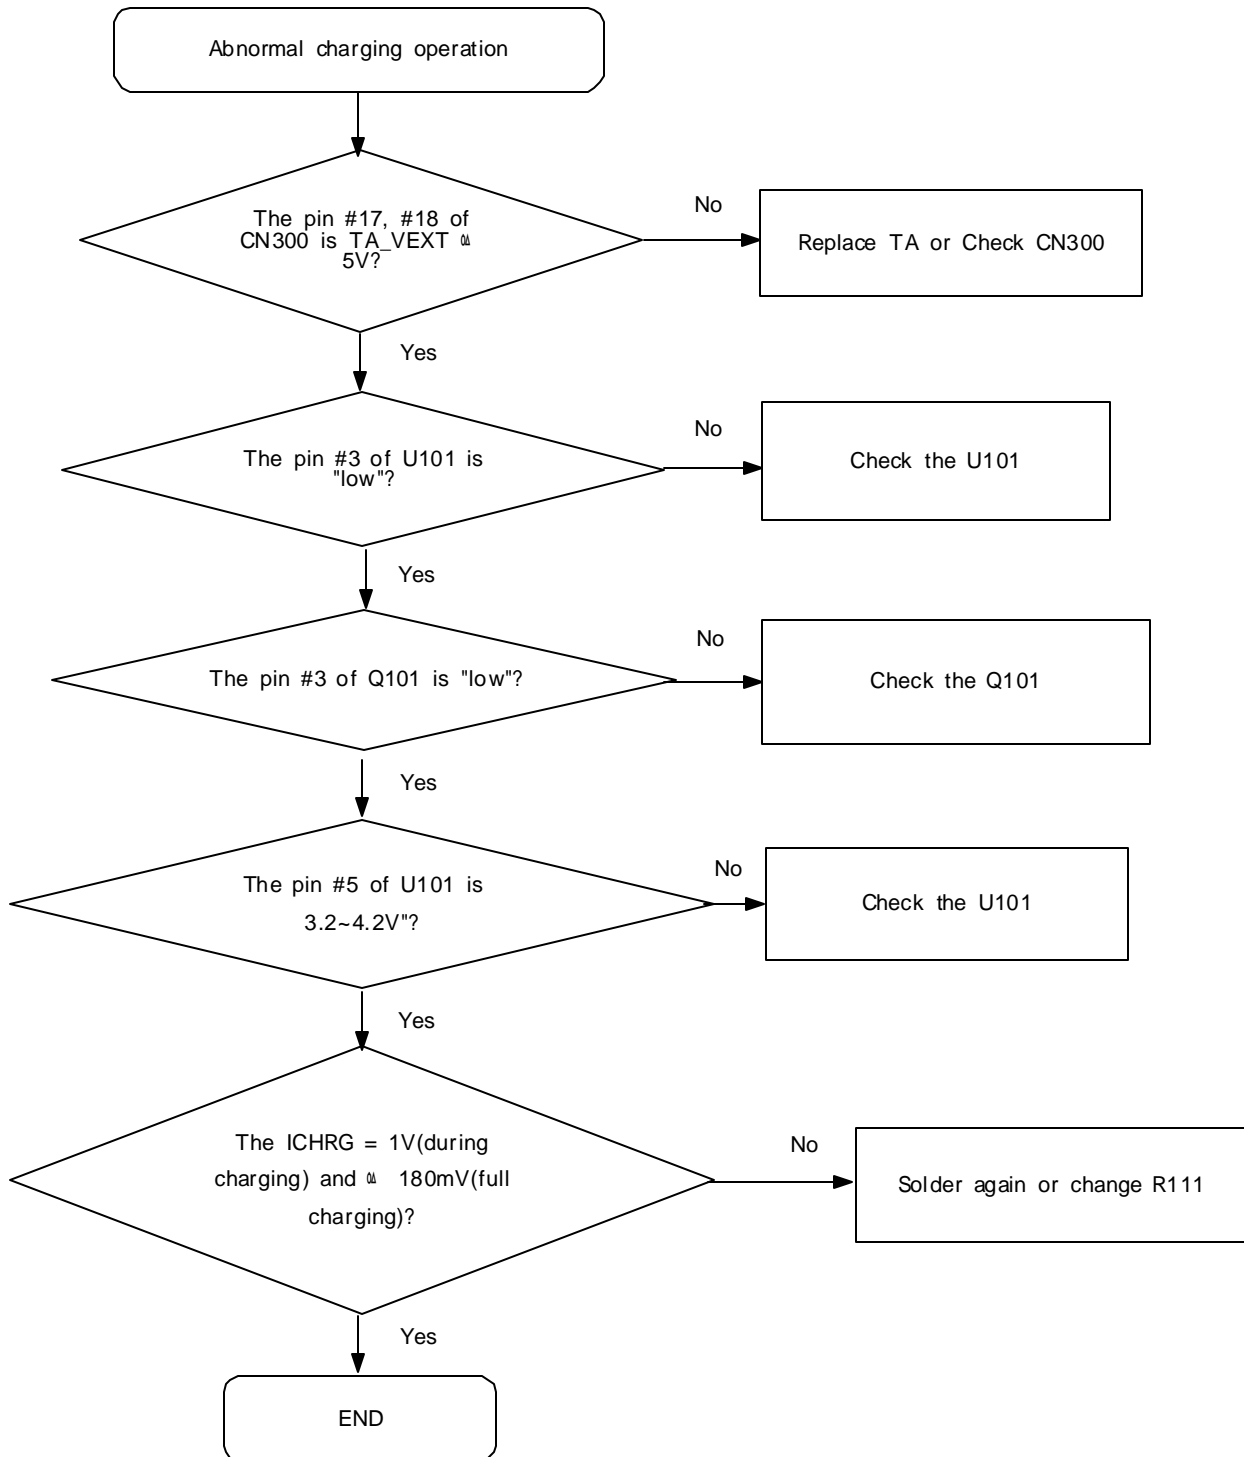 Abnormal charging operation
The pin #17, #18 of
CN300 is TA_VEXT
5V?
No
Replace TA or Check CN300
Yes
The pin #3 of U101 is
"low"?
No
Check the U101
Yes
The pin #3 of Q101 is "low"?
No
Check the Q101
Yes
The pin #5 of U101 is
3.2~4.2V"?
No
Check the U101
Yes
The ICHRG = 1V(during
charging) and 180mV(full
charging)?
No
Solder again or change R111
Yes
END